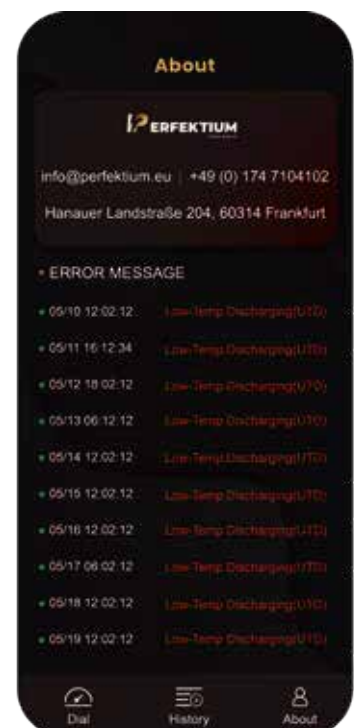 About
PERFEKTIUM
info@perfektium.eu | +49 (0) 174 7104102
Hanauer Landstraße 204, 60314 Frankfurt
ERROR MESSAGE
05/10 12:02:12 Low-Temp Discharging(UTD)
05/11 16:12:34 Low-Temp Discharging(UTD)
05/12 18:02:12 Low-Temp Discharging(UTD)
05/13 06:12:12 Low-Temp Discharging(UTD)
05/14 12:02:12 Low-Temp Discharging(UTD)
05/15 12:02:12 Low-Temp Discharging(UTD)
05/16 12:02:12 Low-Temp Discharging(UTD)
05/17 06:02:12 Low-Temp Discharging(UTD)
05/18 12:02:12 Low-Temp Discharging(UTD)
05/19 12:02:12 Low-Temp Discharging(UTD)
Dial History About